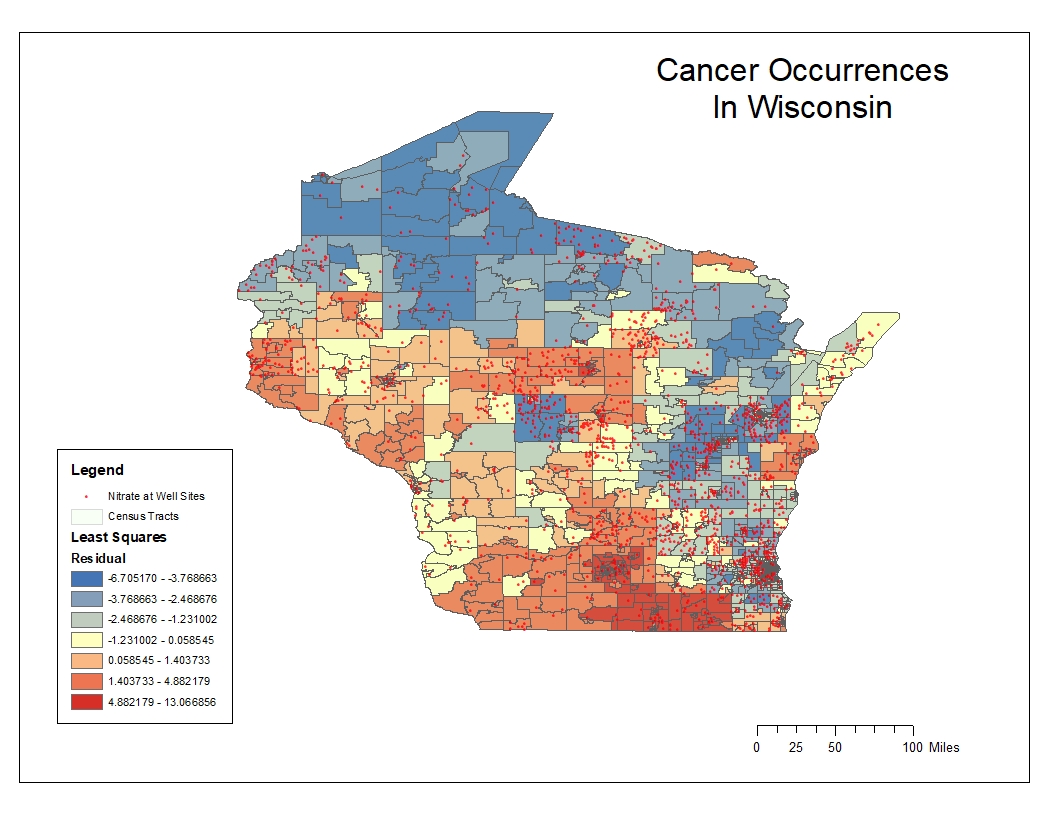 Cancer Occurrences
In Wisconsin
Legend
Nitrate at Well Sites
Census Tracts
Least Squares
Residual
-6.705170 - -3.768663
-3.768663 - -2.468676
-2.468676 - -1.231002
-1.231002 - 0.058545
0.058545 - 1.403733
1.403733 - 4.882179
4.882179 - 13.066856
0 25 50 100 Miles